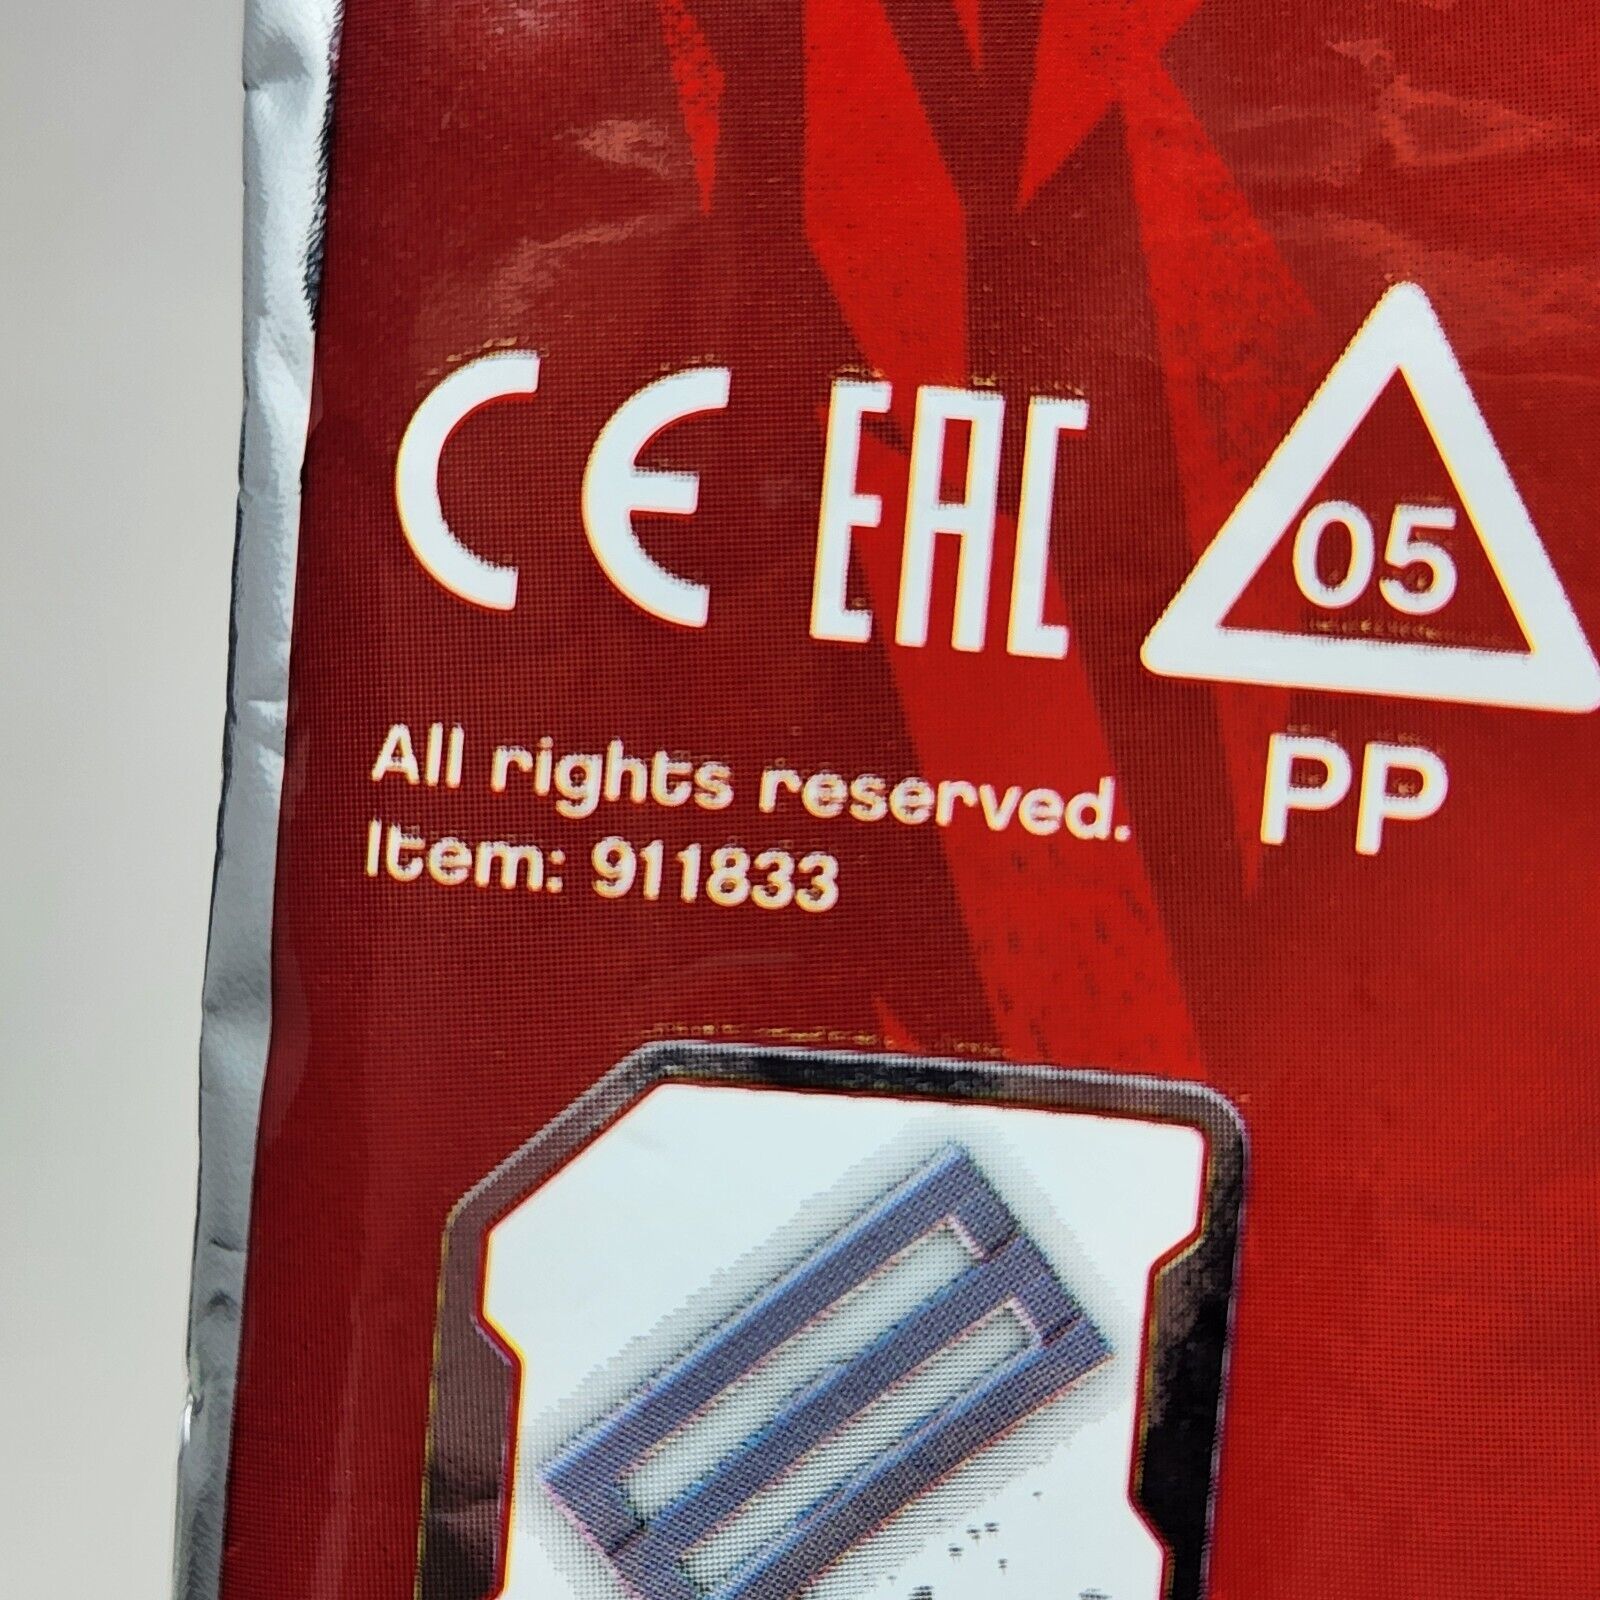 CE EAC 05
PP
All rights reserved.
Item: 911833